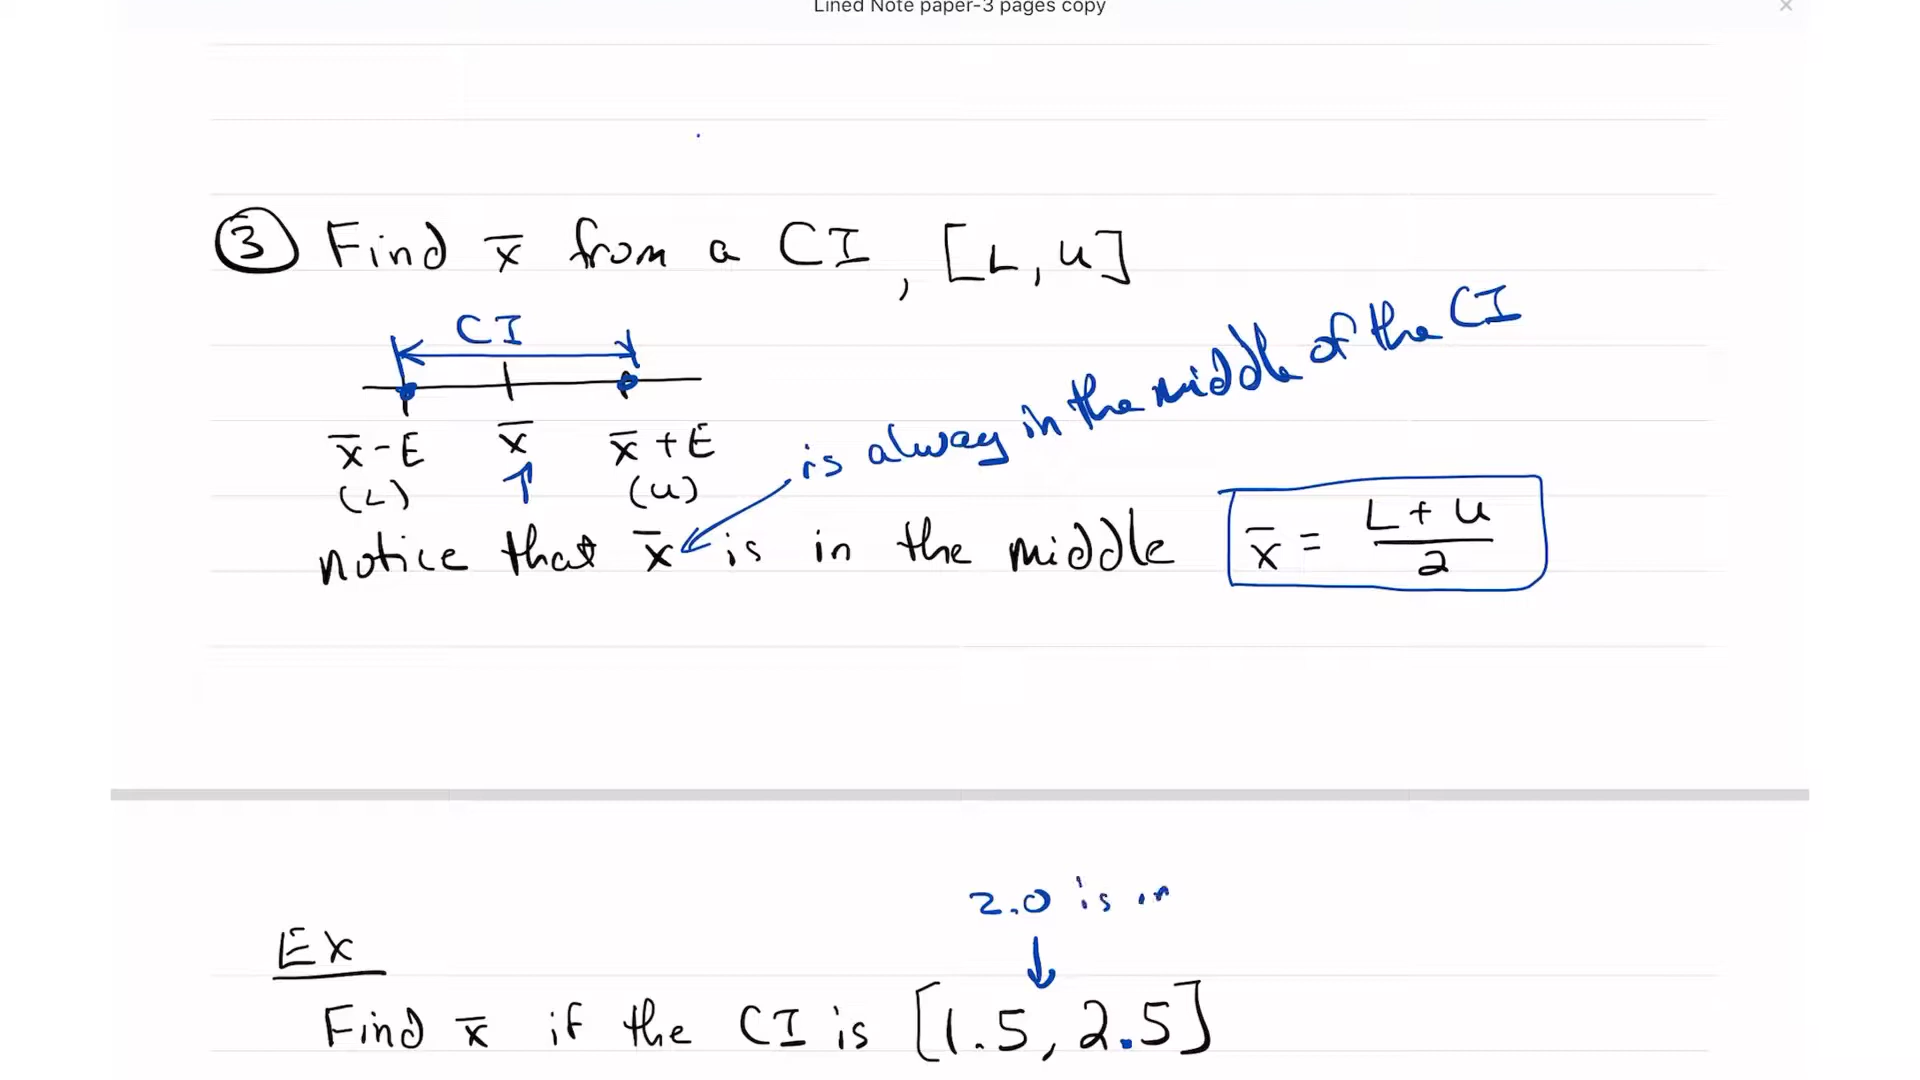 Lined Note paper-3 pages copy
③ Find x̄ from a CI, [L, u]
CI
is alway in the middle of the CI
x̄-E x̄ x̄+E
(L) (u)
notice that x̄ is in the middle x̄ = (L+u)/2
2.0 is in
Ex
Find x̄ if the CI is [1.5, 2.5]